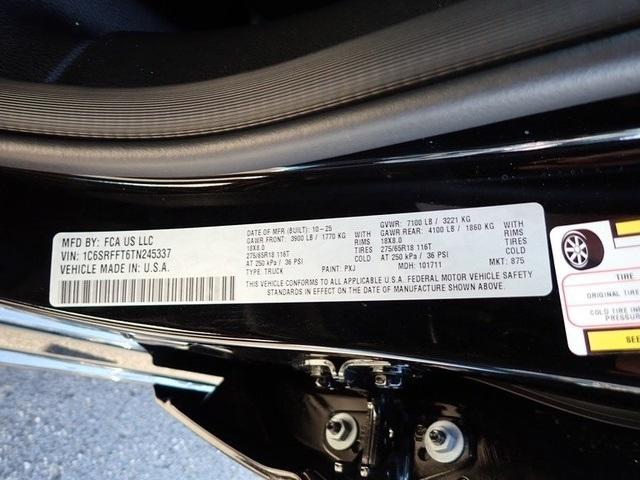 MFD BY: FCA US LLC
VIN: 1C6SRFFT6TN245337
VEHICLE MADE IN: U.S.A.
DATE OF MFR (BUILT): 10-25
GAWR FRONT: 3900 LB / 1770 KG WITH
18X8.0 RIMS
275/65R18 116T TIRES
AT 250 kPa / 36 PSI COLD
TYPE: TRUCK PAINT: PXJ
GVWR: 7100 LB / 3221 KG
GAWR REAR: 4100 LB / 1860 KG WITH
18X8.0 RIMS
275/65R18 116T TIRES
AT 250 kPa / 36 PSI COLD
MDH: 101711 MKT: 875
THIS VEHICLE CONFORMS TO ALL APPLICABLE U.S.A. FEDERAL MOTOR VEHICLE SAFETY
STANDARDS IN EFFECT ON THE DATE OF MANUFACTURE SHOWN ABOVE.
TIRE
ORIGINAL TIRE
COLD TIRE
PRESSURE
SEE